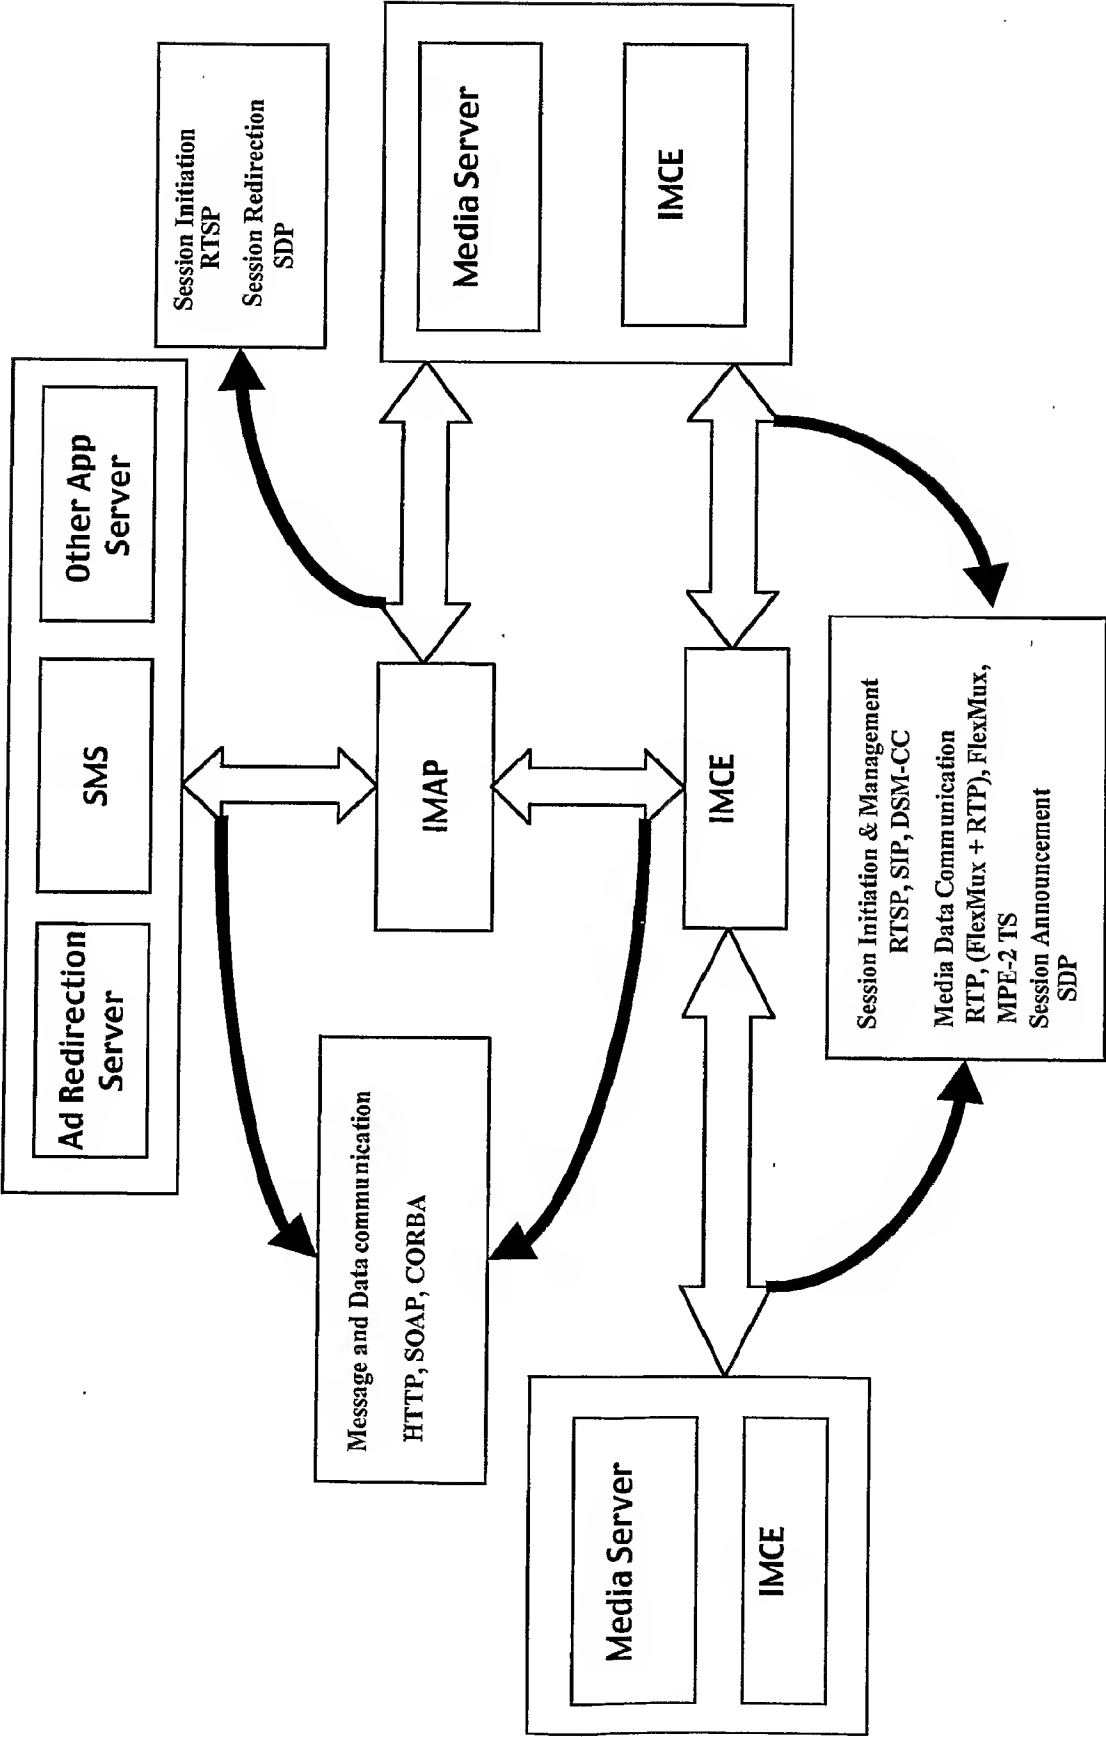 Ad Redirection
Server
SMS
Other App
Server
Session Initiation
RTSP
Session Redirection
SDP
Message and Data communication
HTTP, SOAP, CORBA
IMAP
Media Server
IMCE
IMCE
Media Server
IMCE
Session Initiation & Management
RTSP, SIP, DSM-CC
Media Data Communication
RTP, (FlexMux + RTP), FlexMux,
MPE-2 TS
Session Announcement
SDP